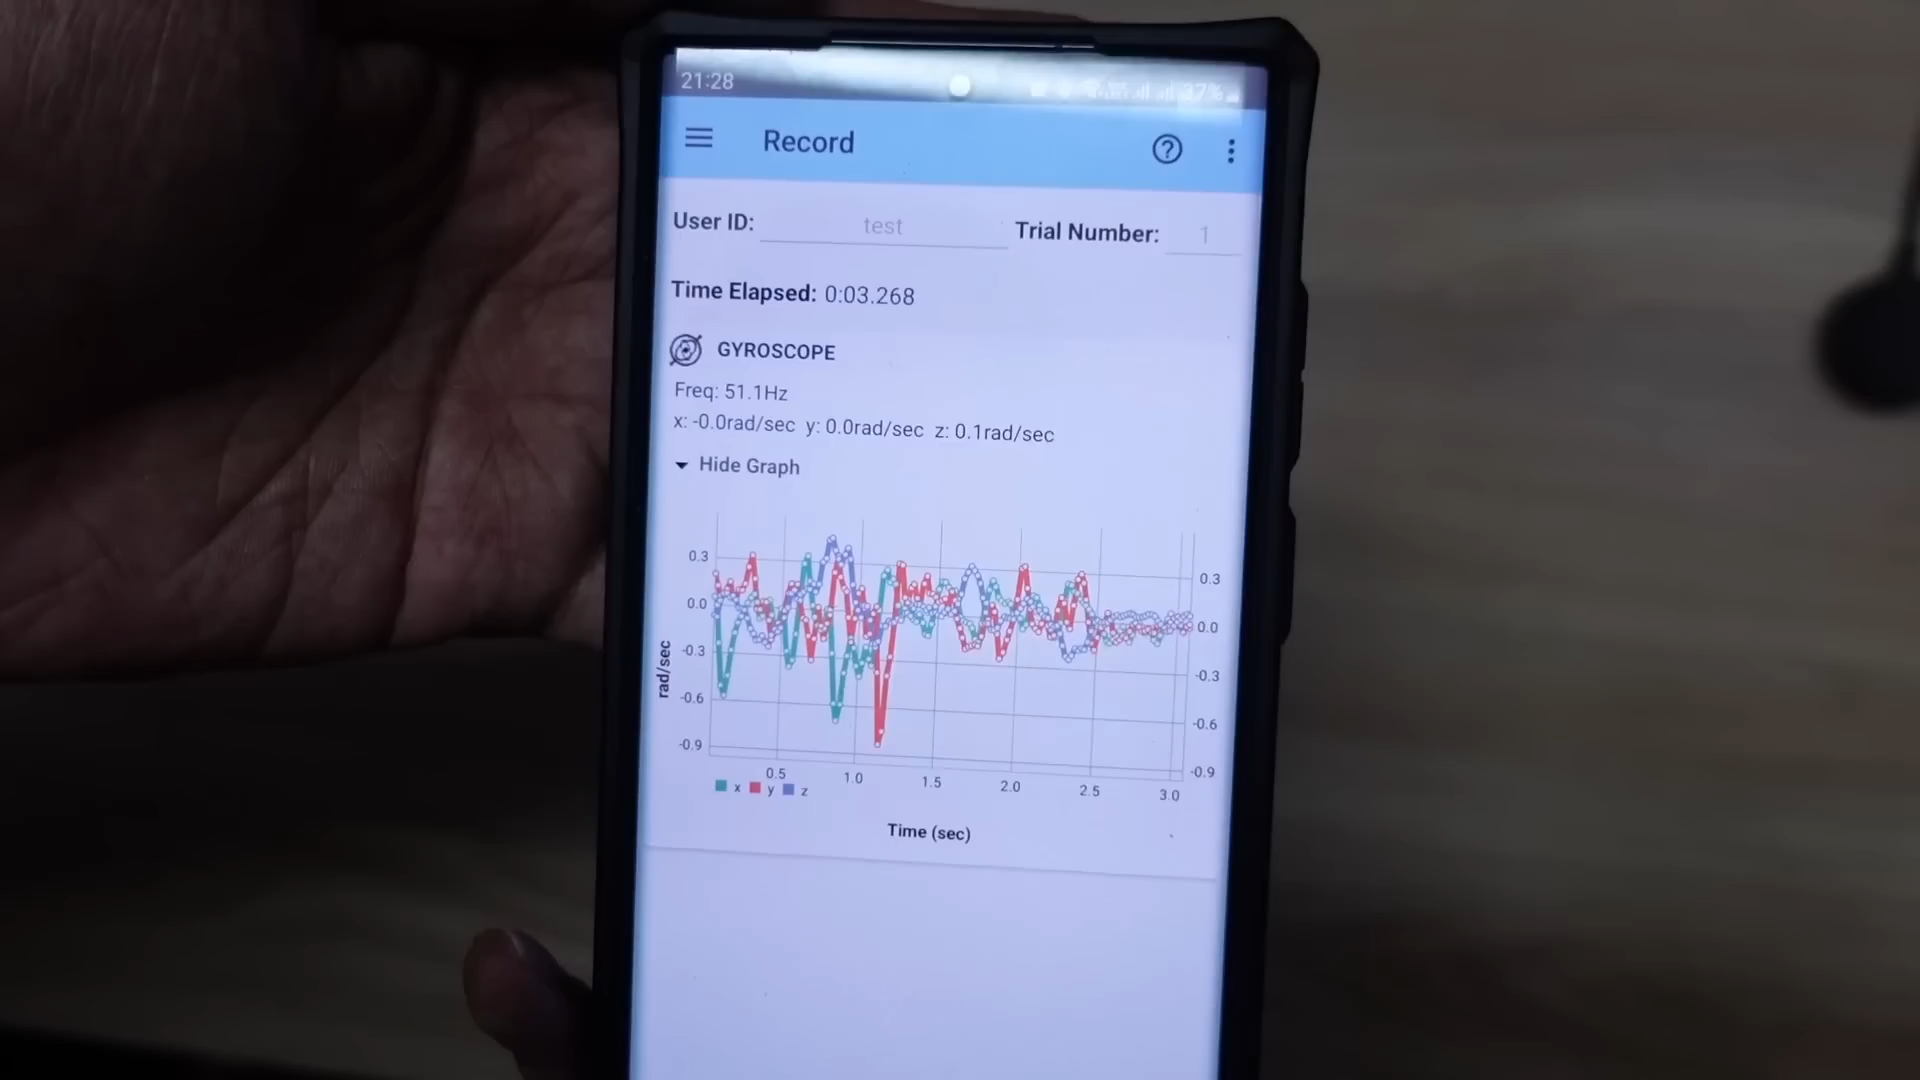 21:28 37%
Record
User ID: test Trial Number: 1
Time Elapsed: 0:03.268
GYROSCOPE
Freq: 51.1Hz
x: -0.0rad/sec y: 0.0rad/sec z: 0.1rad/sec
Hide Graph
0.3 0.3
0.0 0.0
-0.3 -0.3
-0.6 -0.6
-0.9 -0.9
rad/sec
0.5 1.0 1.5 2.0 2.5 3.0
x y z
Time (sec)